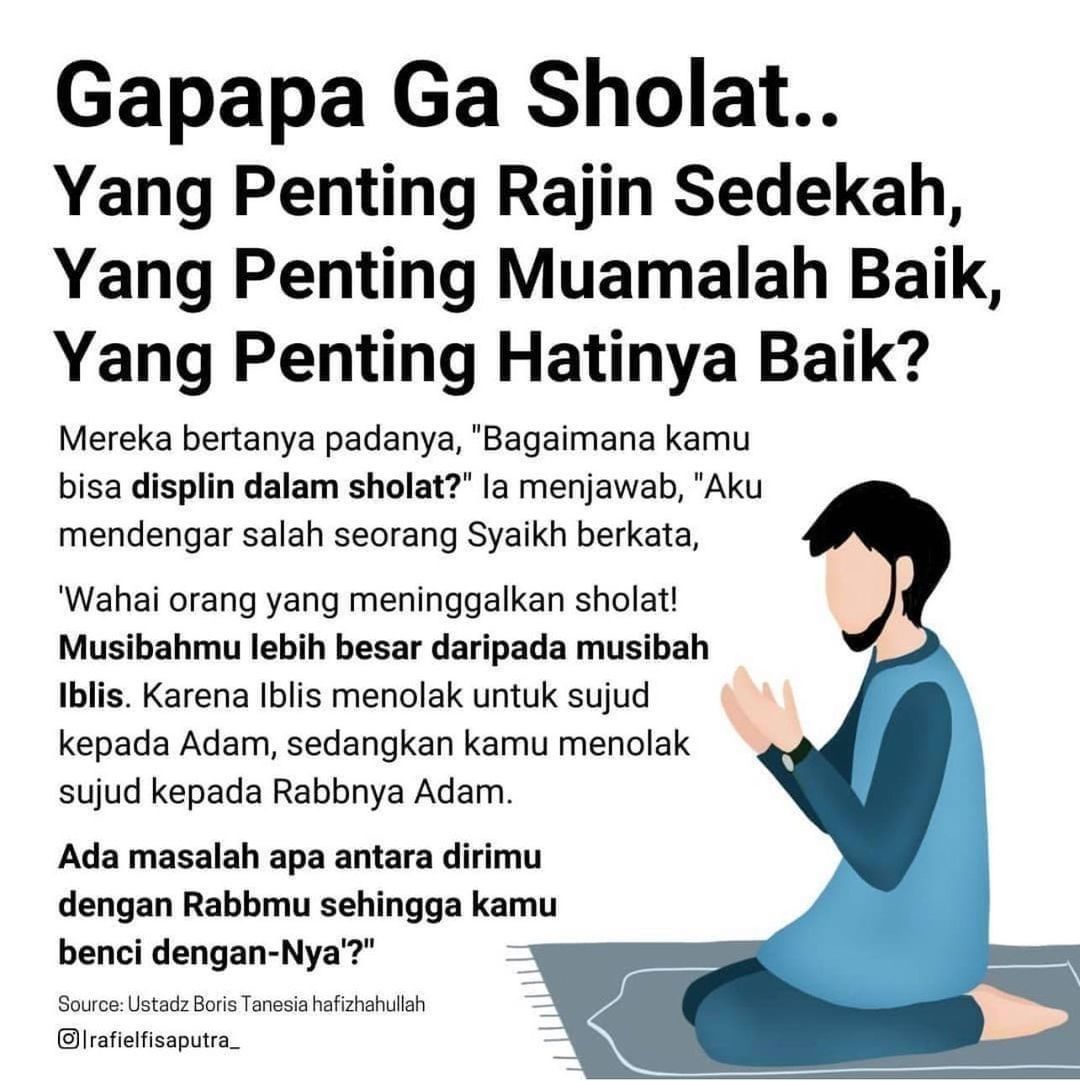 Gapapa Ga Sholat..
Yang Penting Rajin Sedekah,
Yang Penting Muamalah Baik,
Yang Penting Hatinya Baik?
Mereka bertanya padanya, "Bagaimana kamu
bisa displin dalam sholat?" Ia menjawab, "Aku
mendengar salah seorang Syaikh berkata,
'Wahai orang yang meninggalkan sholat!
Musibahmu lebih besar daripada musibah
Iblis. Karena Iblis menolak untuk sujud
kepada Adam, sedangkan kamu menolak
sujud kepada Rabbnya Adam.
Ada masalah apa antara dirimu
dengan Rabbmu sehingga kamu
benci dengan-Nya'?"
Source: Ustadz Boris Tanesia hafizhahullah
|rafielfisaputra_